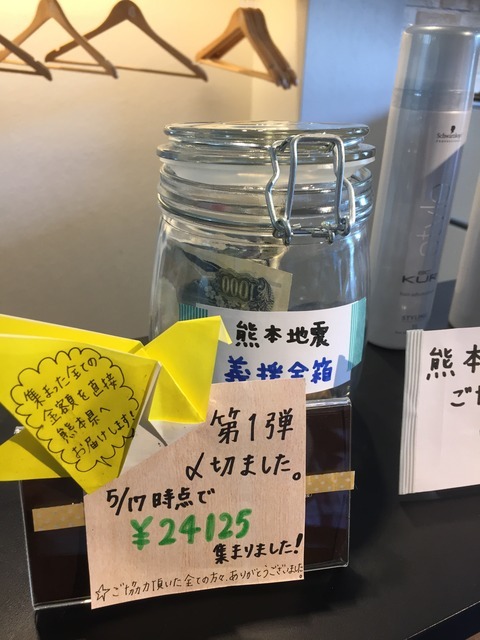 1000
Schwarzkopf
style
熊本地震
義援金箱
集まった全ての
金額を直接
熊本県へ
お届けします!
第1弾
〆切ました。
5/17時点で
¥24125
集まりました!
☆ご協力頂いた全ての方々、ありがとうございました。
熊本
ご